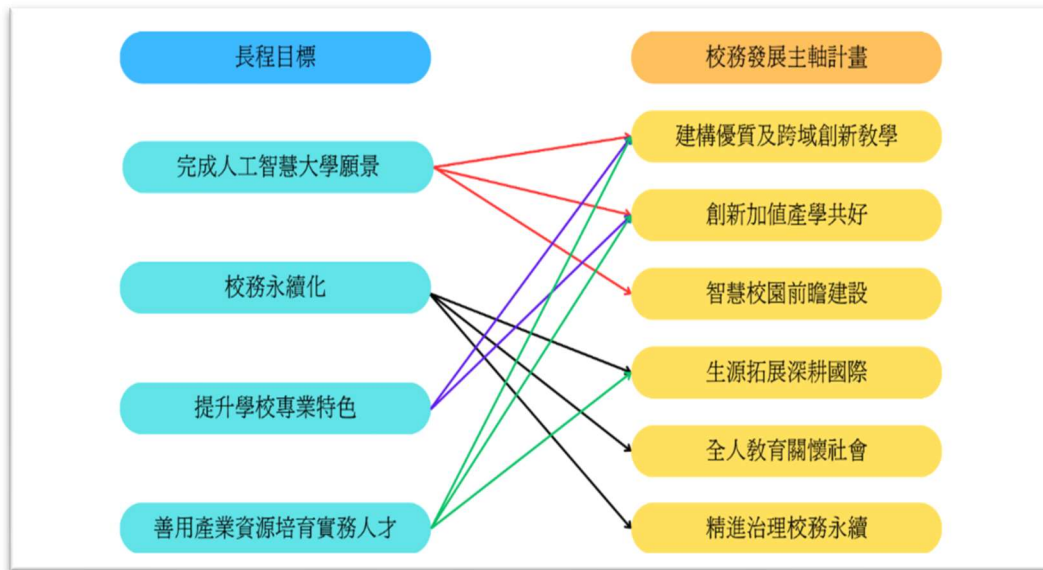 長程目標
校務發展主軸計畫
完成人工智慧大學願景
校務永續化
提升學校專業特色
善用產業資源培育實務人才
建構優質及跨域創新教學
創新加值產學共好
智慧校園前瞻建設
生源拓展深耕國際
全人教育關懷社會
精進治理校務永續